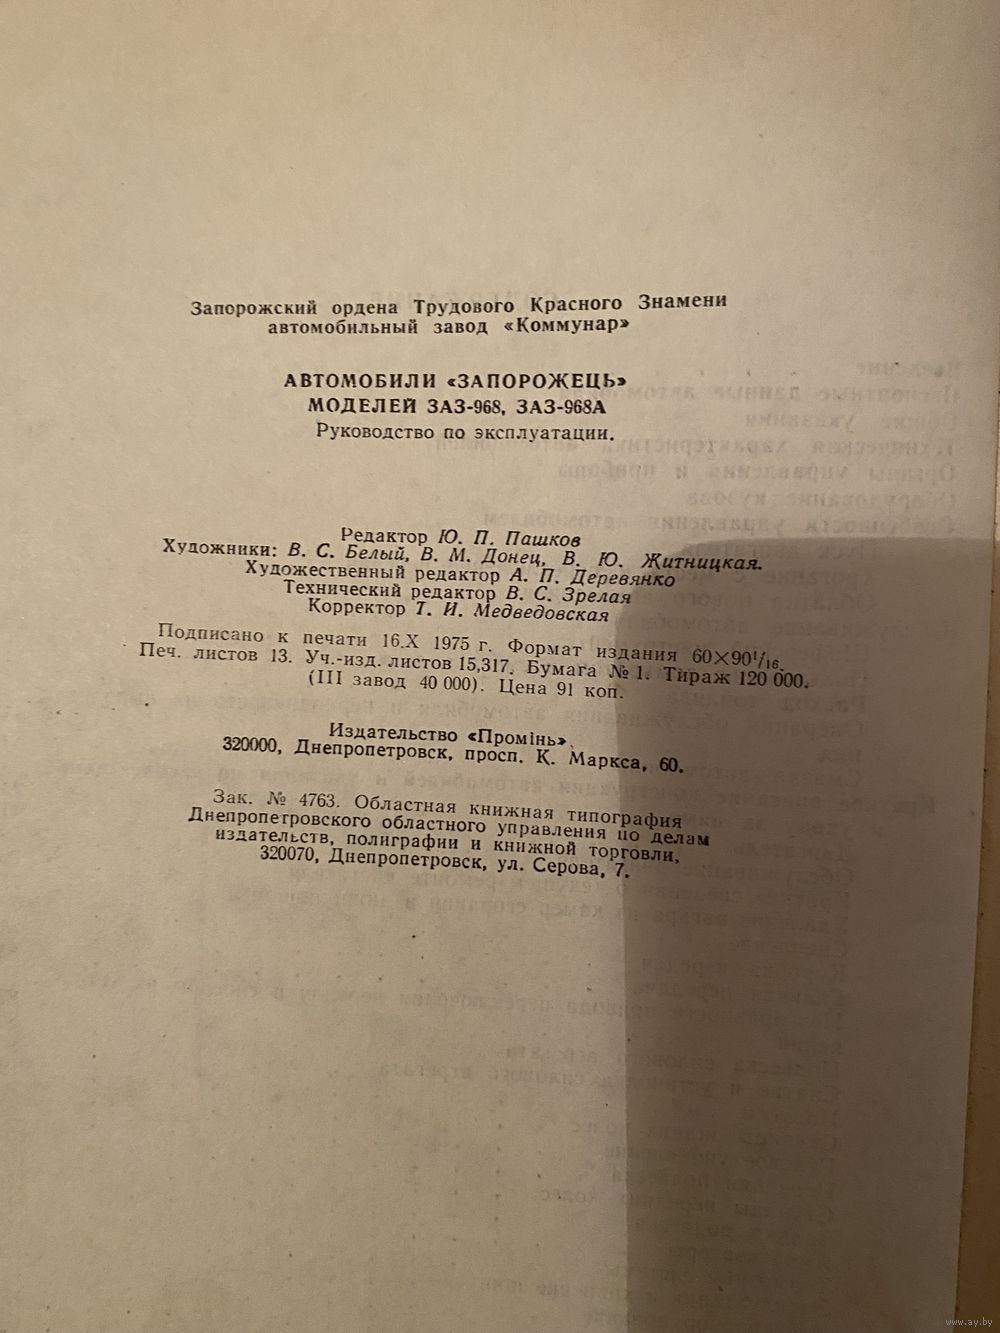 Запорожский ордена Трудового Красного Знамени
автомобильный завод «Коммунар»
АВТОМОБИЛИ «ЗАПОРОЖЕЦЬ»
МОДЕЛЕЙ ЗАЗ-968, ЗАЗ-968А
Руководство по эксплуатации.
Редактор Ю. П. Пашков
Художники: В. С. Белый, В. М. Донец, В. Ю. Житницкая.
Художественный редактор А. П. Деревянко
Технический редактор В. С. Зрелая
Корректор Т. И. Медведовская
Подписано к печати 16.X 1975 г. Формат издания 60×90¹/₁₆.
Печ. листов 13. Уч.-изд. листов 15,317. Бумага № 1. Тираж 120 000.
(III завод 40 000). Цена 91 коп.
Издательство «Промінь».
320000, Днепропетровск, просп. К. Маркса, 60.
Зак. № 4763. Областная книжная типография
Днепропетровского областного управления по делам
издательств, полиграфии и книжной торговли,
320070, Днепропетровск, ул. Серова, 7.
www.ay.by